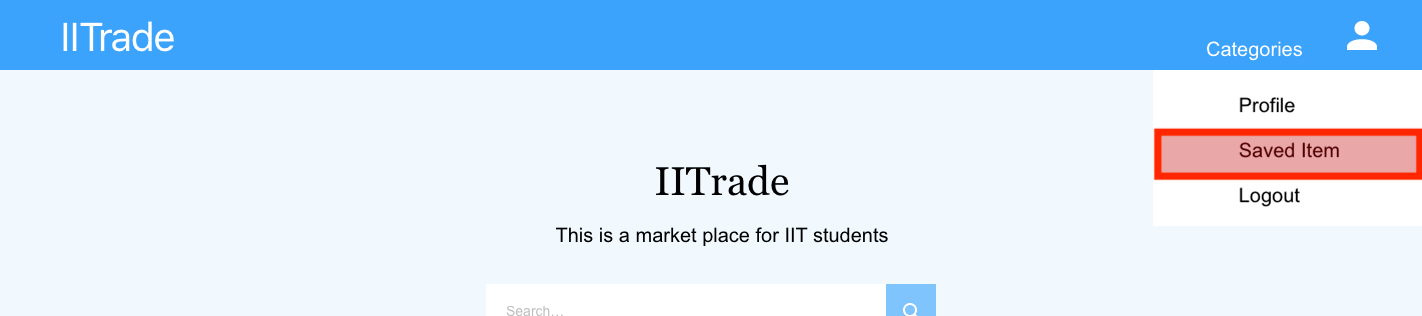 IITrade
Categories
Profile
Saved Item
Logout
IITrade
This is a market place for IIT students
Search...